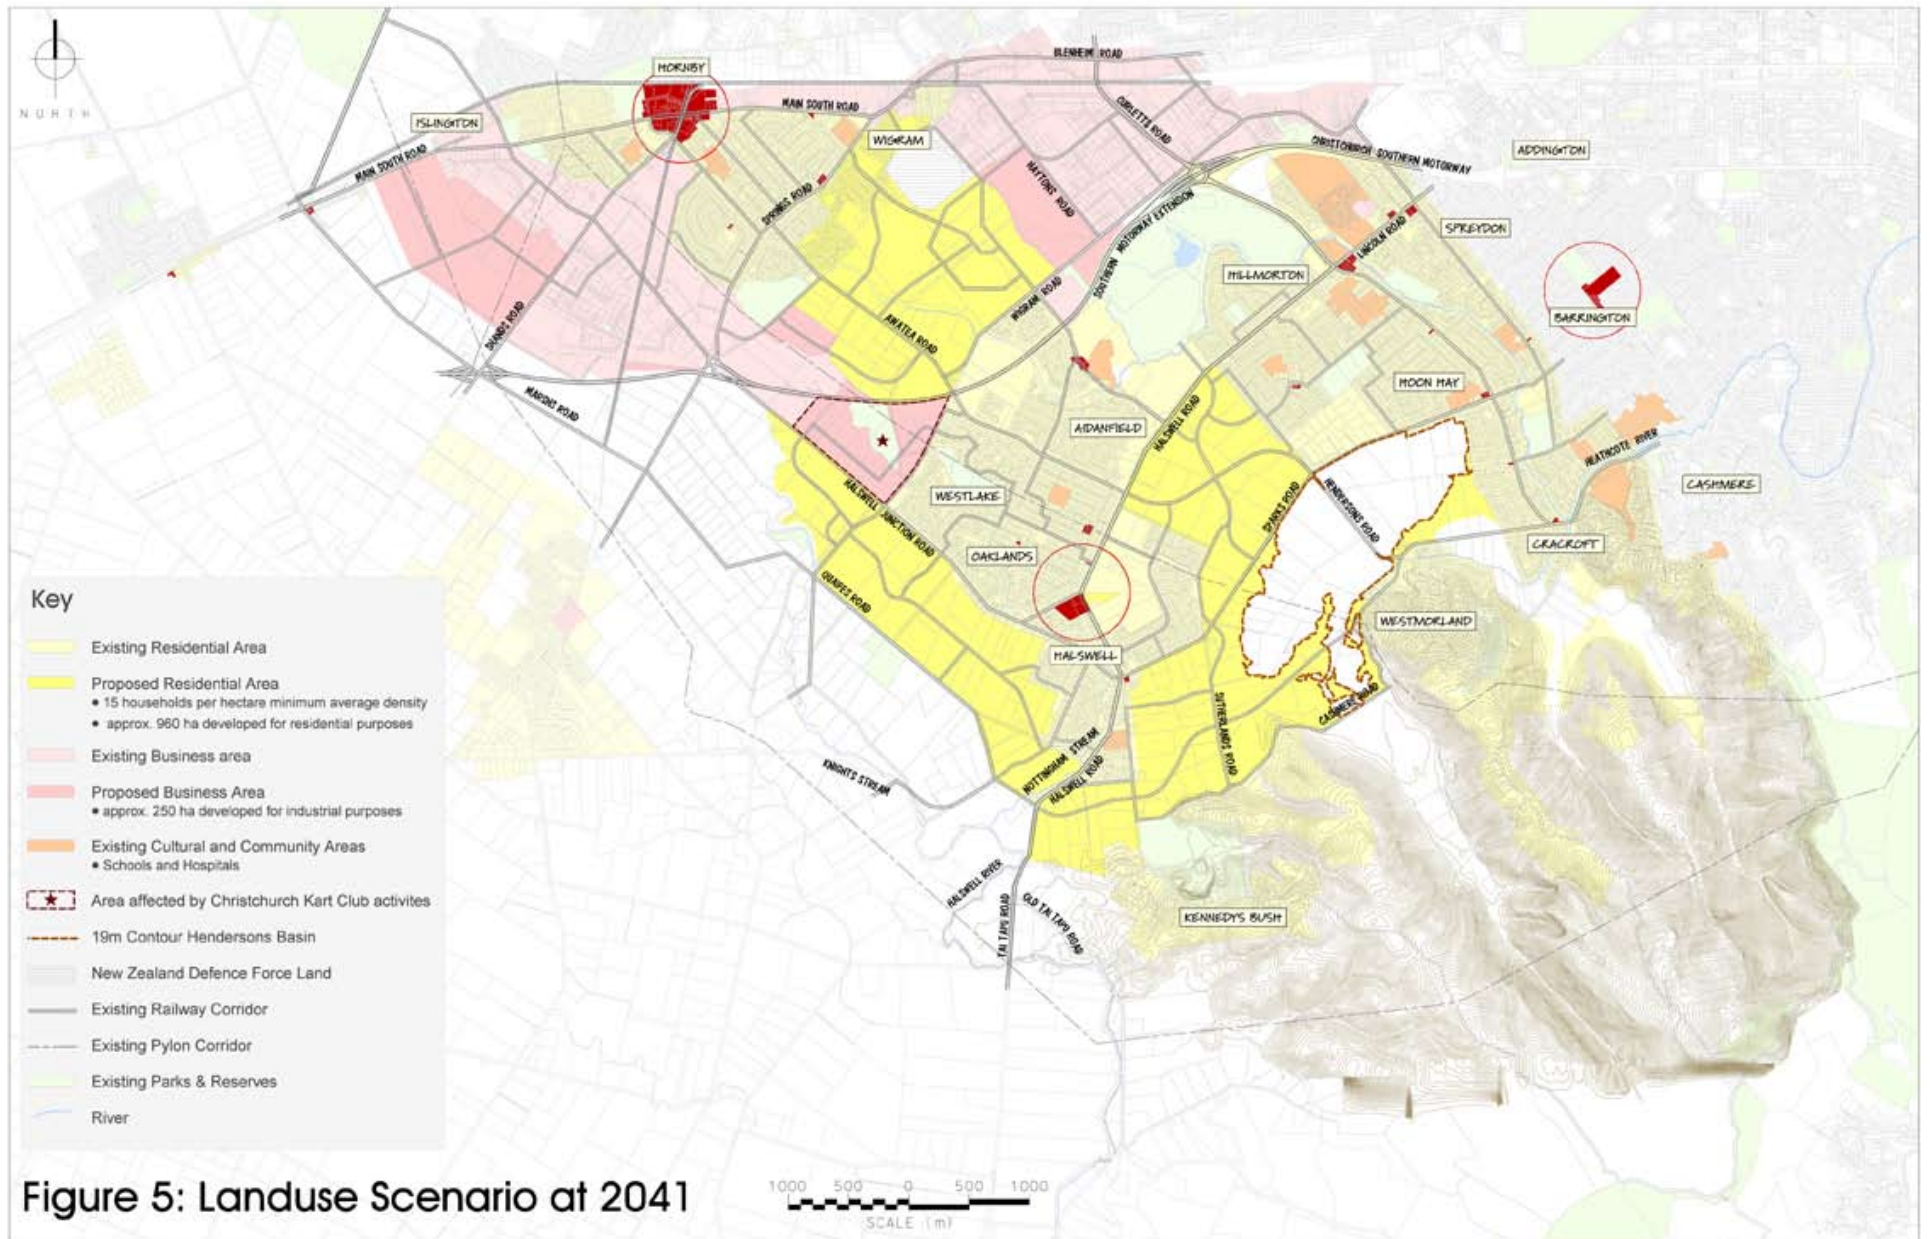 NORTH
BLENHEIM ROAD
HORNBY
MAIN SOUTH ROAD
CURLETTS ROAD
ISLINGTON
WIGRAM
CHRISTCHURCH SOUTHERN MOTORWAY
ADDINGTON
MAIN SOUTH ROAD
HAYTONS ROAD
SPRINGS ROAD
SOUTHERN MOTORWAY EXTENSION
LINCOLN ROAD
SPREYDON
HILLMORTON
WIGRAM ROAD
BARRINGTON
SHANDS ROAD
AWATEA ROAD
MARSHS ROAD
HOON HAY
AIDANFIELD
HALSWELL ROAD
HEATHCOTE RIVER
CASHMERE
WESTLAKE
HALSWELL JUNCTION ROAD
SPARKS ROAD
HENDERSONS ROAD
OAKLANDS
CRACROFT
QUAIFES ROAD
WESTMORLAND
HALSWELL
SUTHERLANDS ROAD
CASHMERE ROAD
NOTTINGHAM STREAM
HALSWELL ROAD
KNIGHTS STREAM
HALSWELL RIVER
TAI TAPU ROAD
OLD TAI TAPU ROAD
KENNEDYS BUSH
Key
Existing Residential Area
Proposed Residential Area
• 15 households per hectare minimum average density
• approx. 960 ha developed for residential purposes
Existing Business area
Proposed Business Area
• approx. 250 ha developed for industrial purposes
Existing Cultural and Community Areas
• Schools and Hospitals
Area affected by Christchurch Kart Club activites
19m Contour Hendersons Basin
New Zealand Defence Force Land
Existing Railway Corridor
Existing Pylon Corridor
Existing Parks & Reserves
River
Figure 5: Landuse Scenario at 2041
1000 500 0 500 1000
SCALE (m)